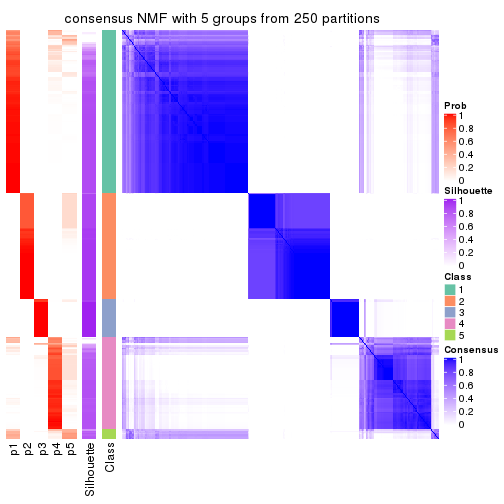 consensus NMF with 5 groups from 250 partitions
Prob
1
0.8
0.6
0.4
0.2
0
Silhouette
1
0.8
0.6
0.4
0.2
0
Class
1
2
3
4
5
Consensus
1
0.8
0.6
0.4
0.2
0
p1
p2
p3
p4
p5
Silhouette
Class